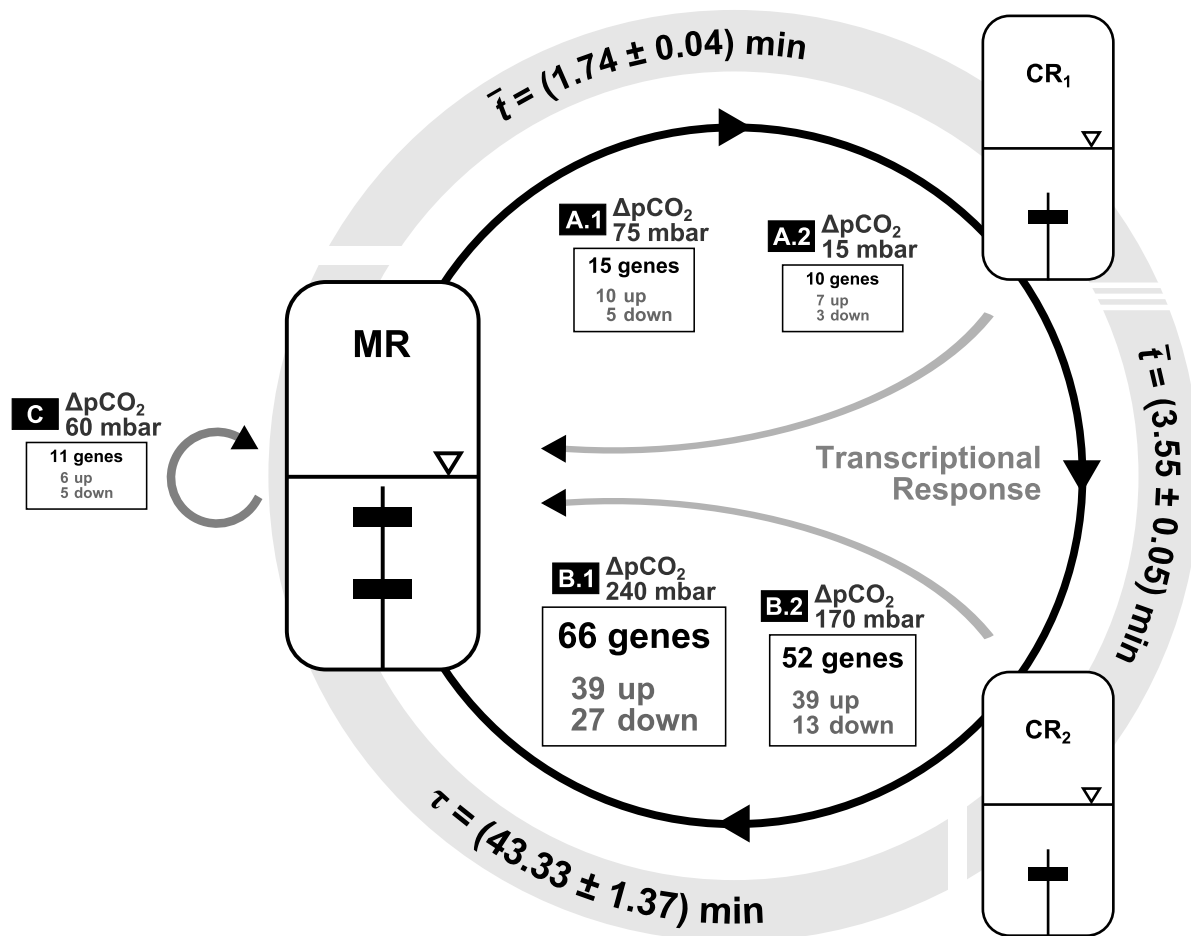 t̄ = (1.74 ± 0.04) min
CR₁
A.1 ΔpCO₂
75 mbar
15 genes
10 up
5 down
A.2 ΔpCO₂
15 mbar
10 genes
7 up
3 down
MR
t̄ = (3.55 ± 0.05) min
C ΔpCO₂
60 mbar
11 genes
6 up
5 down
Transcriptional
Response
B.1 ΔpCO₂
240 mbar
66 genes
39 up
27 down
B.2 ΔpCO₂
170 mbar
52 genes
39 up
13 down
CR₂
τ = (43.33 ± 1.37) min